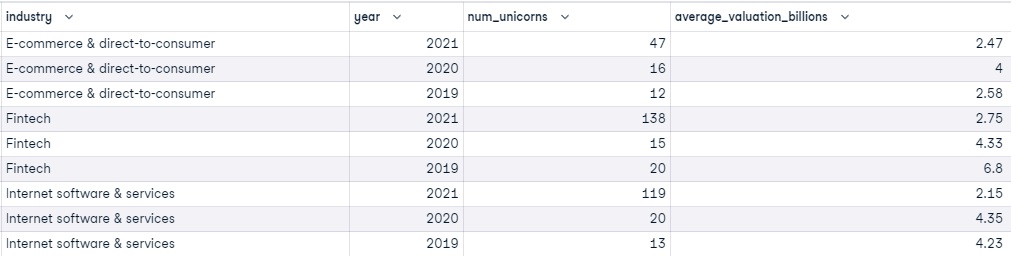 industry year num_unicorns average_valuation_billions
E-commerce & direct-to-consumer 2021 47 2.47
E-commerce & direct-to-consumer 2020 16 4
E-commerce & direct-to-consumer 2019 12 2.58
Fintech 2021 138 2.75
Fintech 2020 15 4.33
Fintech 2019 20 6.8
Internet software & services 2021 119 2.15
Internet software & services 2020 20 4.35
Internet software & services 2019 13 4.23